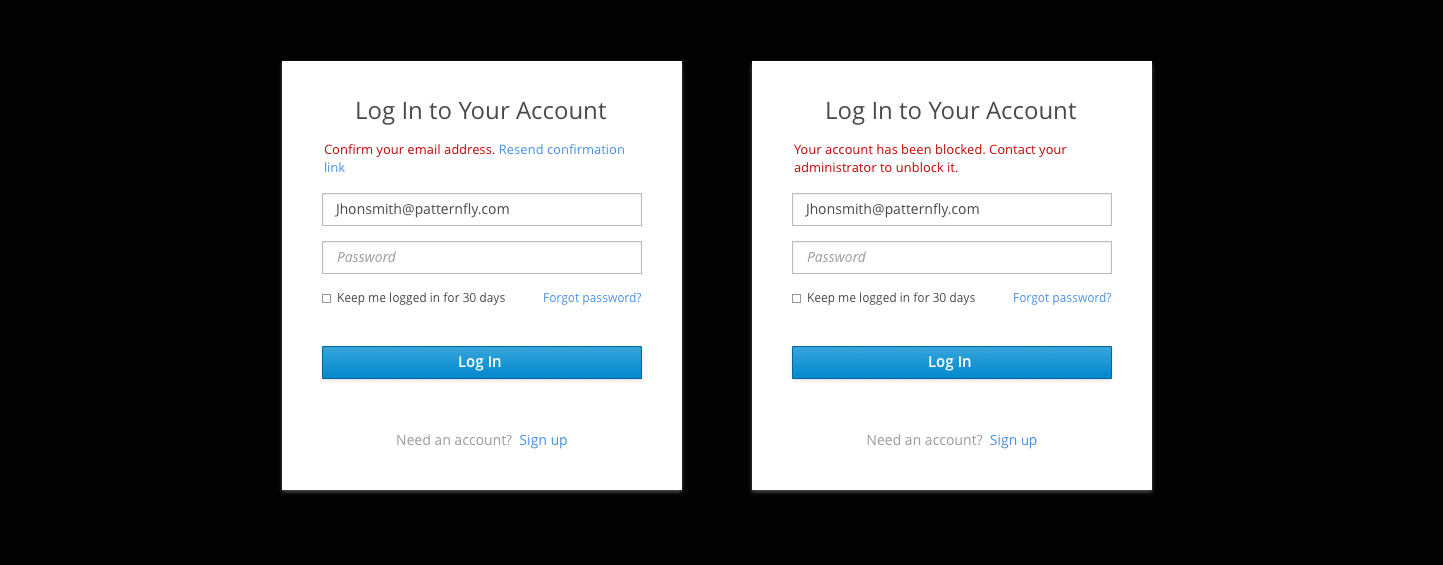 Log In to Your Account
Confirm your email address. Resend confirmation
link
Jhonsmith@patternfly.com
Password
Keep me logged in for 30 days Forgot password?
Log In
Need an account? Sign up
Log In to Your Account
Your account has been blocked. Contact your
administrator to unblock it.
Jhonsmith@patternfly.com
Password
Keep me logged in for 30 days Forgot password?
Log In
Need an account? Sign up